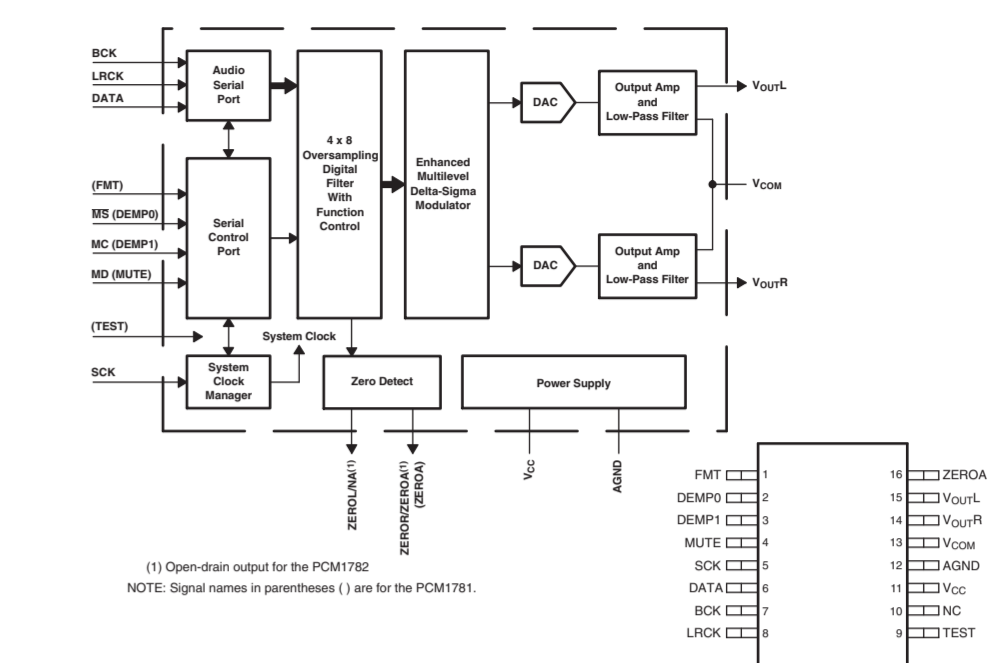 BCK
LRCK
DATA
Audio
Serial
Port
(FMT)
M̅S̅ (DEMP0)
MC (DEMP1)
MD (MUTE)
Serial
Control
Port
(TEST)
SCK
System
Clock
Manager
System Clock
4 x 8
Oversampling
Digital
Filter
With
Function
Control
Enhanced
Multilevel
Delta-Sigma
Modulator
DAC
Output Amp
and
Low-Pass Filter
VOUTL
VCOM
DAC
Output Amp
and
Low-Pass Filter
VOUTR
Zero Detect
Power Supply
ZEROL/NA(1)
ZEROR/ZEROA(1)
(ZEROA)
VCC
AGND
(1) Open-drain output for the PCM1782
NOTE: Signal names in parentheses ( ) are for the PCM1781.
FMT 1
DEMP0 2
DEMP1 3
MUTE 4
SCK 5
DATA 6
BCK 7
LRCK 8
16 ZEROA
15 VOUTL
14 VOUTR
13 VCOM
12 AGND
11 VCC
10 NC
9 TEST